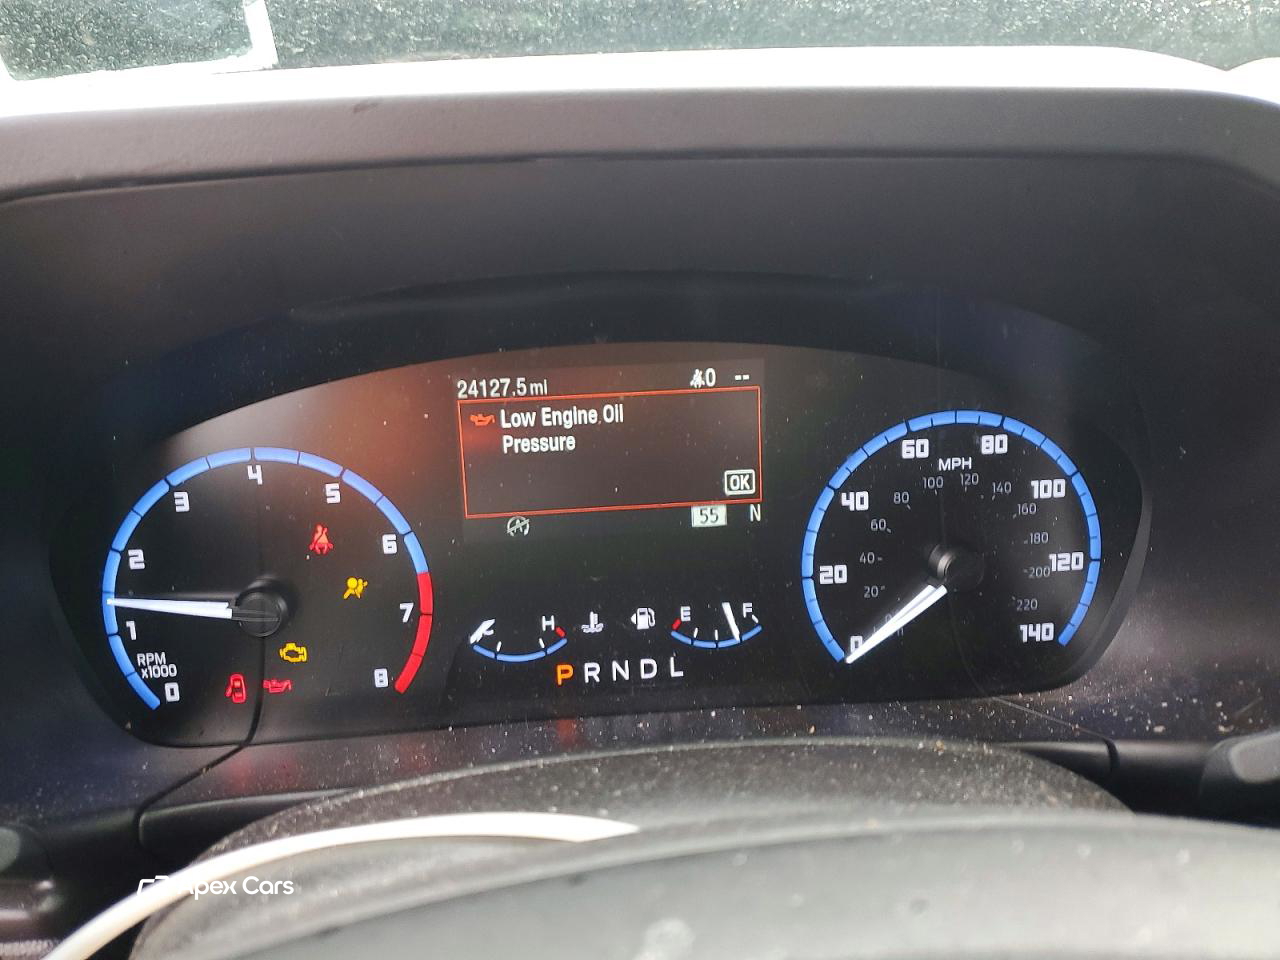 24127.5 mi
0 --
Low Engine Oil
Pressure
OK
55 N
0 1 2 3 4 5 6 7 8
RPM
x1000
H
E F
P R N D L
MPH
0 20 40 60 80 100 120 140
20 40 60 80 100 120 140 160 180 200 220
Apex Cars